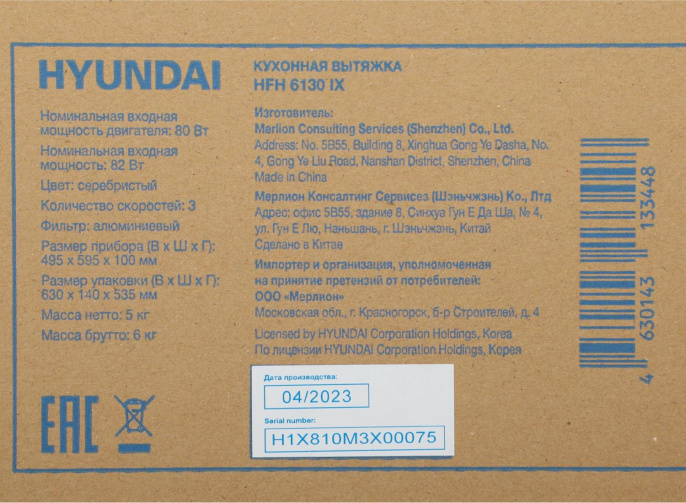 HYUNDAI
Номинальная входная
мощность двигателя: 80 Вт
Номинальная входная
мощность: 82 Вт
Цвет: серебристый
Количество скоростей: 3
Фильтр: алюминиевый
Размер прибора (В х Ш х Г):
495 х 595 х 100 мм
Размер упаковки (В х Ш х Г):
630 х 140 х 535 мм
Масса нетто: 5 кг
Масса брутто: 6 кг
EAC
КУХОННАЯ ВЫТЯЖКА
HFH 6130 IX
Изготовитель:
Merlion Consulting Services (Shenzhen) Co., Ltd.
Address: No. 5B55, Building 8, Xinghua Gong Ye Dasha, No.
4, Gong Ye Liu Road, Nanshan District, Shenzhen, China
Made in China
Мерлион Консалтинг Сервисез (Шэньчжэнь) Ко., Лтд
Адрес: офис 5B55, здание 8, Синхуа Гун Е Да Ша, № 4,
ул. Гун Е Лю, Наньшань, г. Шэньчжэнь, Китай
Сделано в Китае
Импортер и организация, уполномоченная
на принятие претензий от потребителей:
ООО «Мерлион»
Московская обл., г. Красногорск, б-р Строителей, д. 4
Licensed by HYUNDAI Corporation Holdings, Korea
По лицензии HYUNDAI Corporation Holdings, Корея
Дата производства:
04/2023
Serial number:
H1X810M3X00075
4 630143 133448